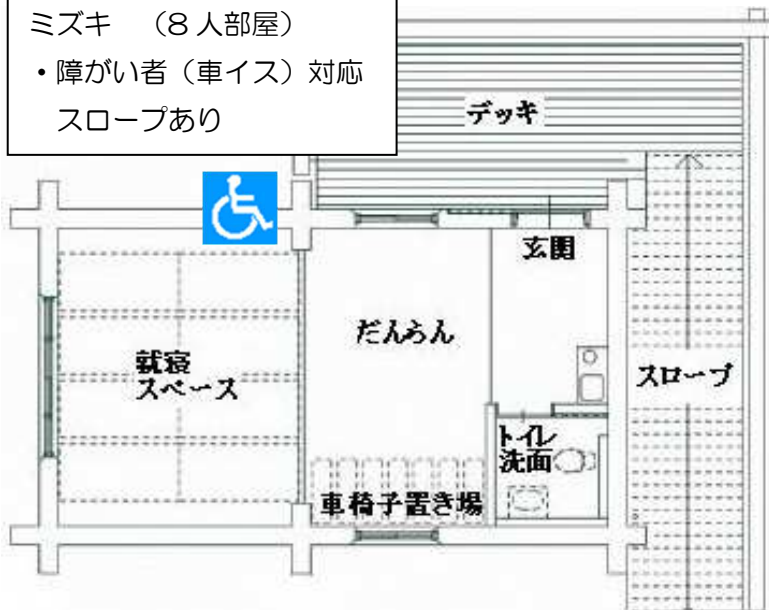 ミズキ （8人部屋）
・障がい者（車イス）対応
スロープあり
デッキ
玄関
だんらん
就寝
スペース
スロープ
トイレ
洗面
車椅子置き場